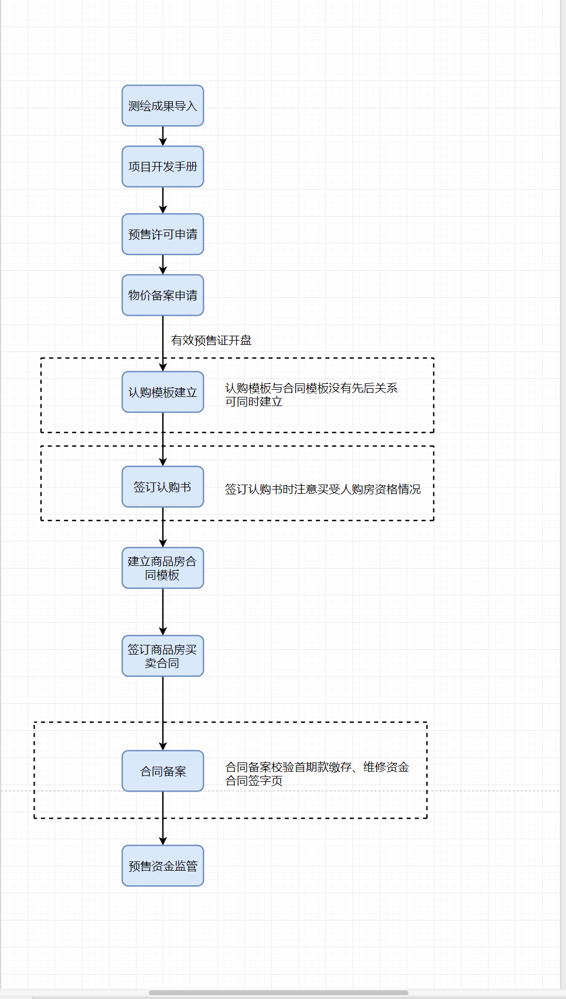 测绘成果导入
项目开发手册
预售许可申请
物价备案申请
有效预售证开盘
认购模板建立
认购模板与合同模板没有先后关系
可同时建立
签订认购书
签订认购书时注意买受人购房资格情况
建立商品房合
同模板
签订商品房买
卖合同
合同备案
合同备案校验首期款缴存、维修资金
合同签字页
预售资金监管